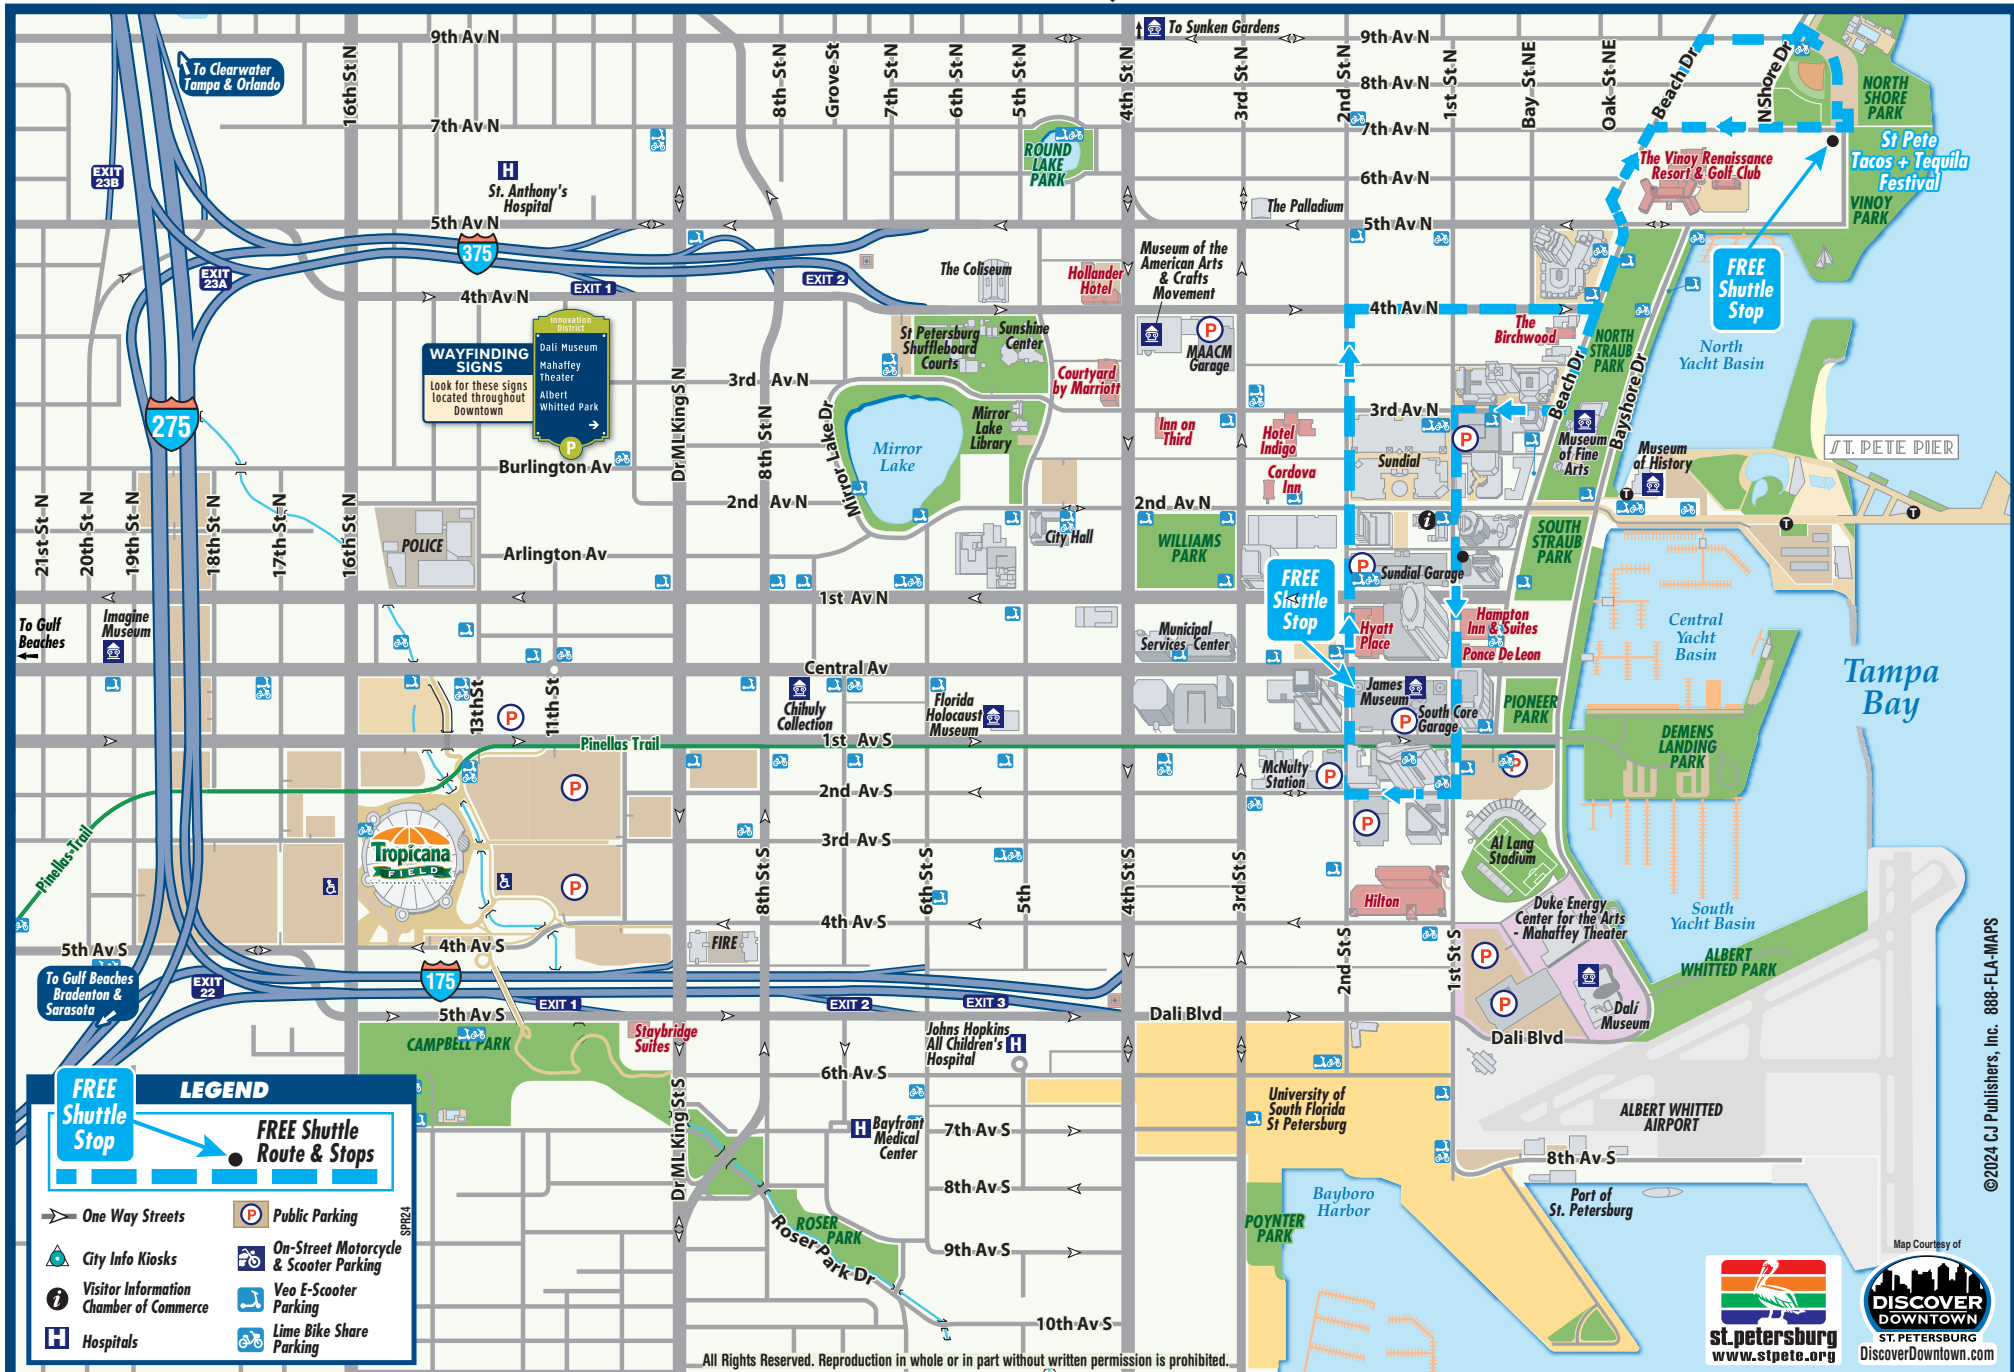 9th Av N
To Sunken Gardens
9th Av N
To Clearwater
Tampa & Orlando
16th St N
8th St N
Grove St
7th St N
6th St N
5th St N
4th St N
3rd St N
2nd St N
1st St N
Bay St NE
Oak St NE
Beach Dr
N Shore Dr
8th Av N
NORTH
SHORE
PARK
7th Av N
7th Av N
EXIT
23B
St. Anthony's
Hospital
ROUND
LAKE
PARK
The Vinoy Renaissance
Resort & Golf Club
St Pete
Tacos + Tequila
Festival
6th Av N
The Palladium
VINOY
PARK
5th Av N
5th Av N
375
EXIT
23A
EXIT 1
EXIT 2
The Coliseum
Hollander
Hotel
Museum of the
American Arts
& Crafts
Movement
FREE
Shuttle
Stop
4th Av N
4th Av N
Innovation
District
Dali Museum
Mahaffey
Theater
Albert
Whitted Park
P
WAYFINDING
SIGNS
Look for these signs
located throughout
Downtown
St Petersburg
Shuffleboard
Courts
Sunshine
Center
P
MAACM
Garage
The
Birchwood
NORTH
STRAUB
PARK
North
Yacht Basin
3rd Av N
Courtyard
by Marriott
Beach Dr
Bayshore Dr
3rd Av N
275
Dr ML King St N
8th St N
Mirror Lake Dr
Mirror
Lake
Mirror
Lake
Library
Inn on
Third
Hotel
Indigo
P
Museum
of Fine
Arts
Museum
of History
ST. PETE PIER
Burlington Av
Cordova
Inn
Sundial
2nd Av N
Mirror Lake Dr
2nd Av N
T
T
T
21st St N
20th St N
19th St N
18th St N
17th St N
16th St N
POLICE
Arlington Av
City Hall
WILLIAMS
PARK
SOUTH
STRAUB
PARK
P
Sundial Garage
FREE
Shuttle
Stop
1st Av N
To Gulf
Beaches
Imagine
Museum
Municipal
Services Center
Hyatt
Place
Hampton
Inn & Suites
Ponce De Leon
Central
Yacht
Basin
Central Av
Tampa
Bay
13th St
11th St N
P
Chihuly
Collection
Florida
Holocaust
Museum
James
Museum
P
South Core
Garage
PIONEER
PARK
Pinellas Trail
1st Av S
DEMENS
LANDING
PARK
McNulty
Station
P
P
P
2nd Av S
P
Pinellas Trail
Tropicana
FIELD
3rd Av S
Al Lang
Stadium
P
8th St S
6th St S
5th
4th St S
3rd St S
Hilton
Duke Energy
Center for the Arts
- Mahaffey Theater
South
Yacht Basin
4th Av S
5th Av S
4th Av S
FIRE
2nd St S
1st St S
P
ALBERT
WHITTED PARK
To Gulf Beaches
Bradenton &
Sarasota
EXIT
22
175
EXIT 1
EXIT 2
EXIT 3
P
Dalí
Museum
5th Av S
Dali Blvd
Dali Blvd
CAMPBELL PARK
Staybridge
Suites
Johns Hopkins
All Children's
Hospital
H
6th Av S
University of
South Florida
St Petersburg
ALBERT WHITTED
AIRPORT
Dr ML King St S
H
Bayfront
Medical
Center
7th Av S
8th Av S
8th Av S
Bayboro
Harbor
Port of
St. Petersburg
ROSER
PARK
Roser Park Dr
POYNTER
PARK
9th Av S
10th Av S
LEGEND
FREE
Shuttle
Stop
FREE Shuttle
Route & Stops
One Way Streets
P
Public Parking
City Info Kiosks
On-Street Motorcycle
& Scooter Parking
i
Visitor Information
Chamber of Commerce
Veo E-Scooter
Parking
H
Hospitals
Lime Bike Share
Parking
SPR24
All Rights Reserved. Reproduction in whole or in part without written permission is prohibited.
©2024 CJ Publishers, Inc. 888-FLA-MAPS
st.petersburg
www.stpete.org
Map Courtesy of
DISCOVER
DOWNTOWN
ST. PETERSBURG
DiscoverDowntown.com